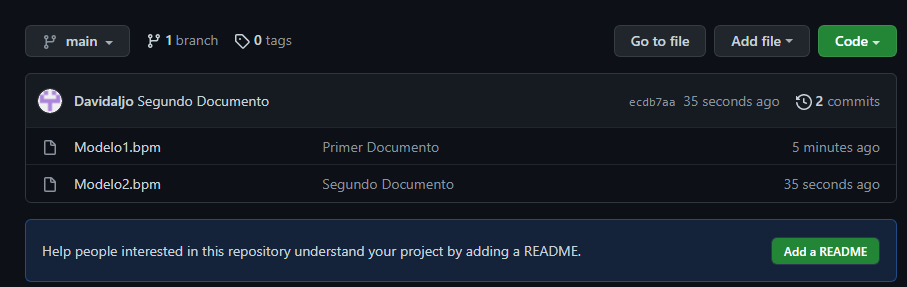 main 1 branch 0 tags Go to file Add file Code
Davidaljo Segundo Documento ecdb7aa 35 seconds ago 2 commits
Modelo1.bpm Primer Documento 5 minutes ago
Modelo2.bpm Segundo Documento 35 seconds ago
Help people interested in this repository understand your project by adding a README. Add a README